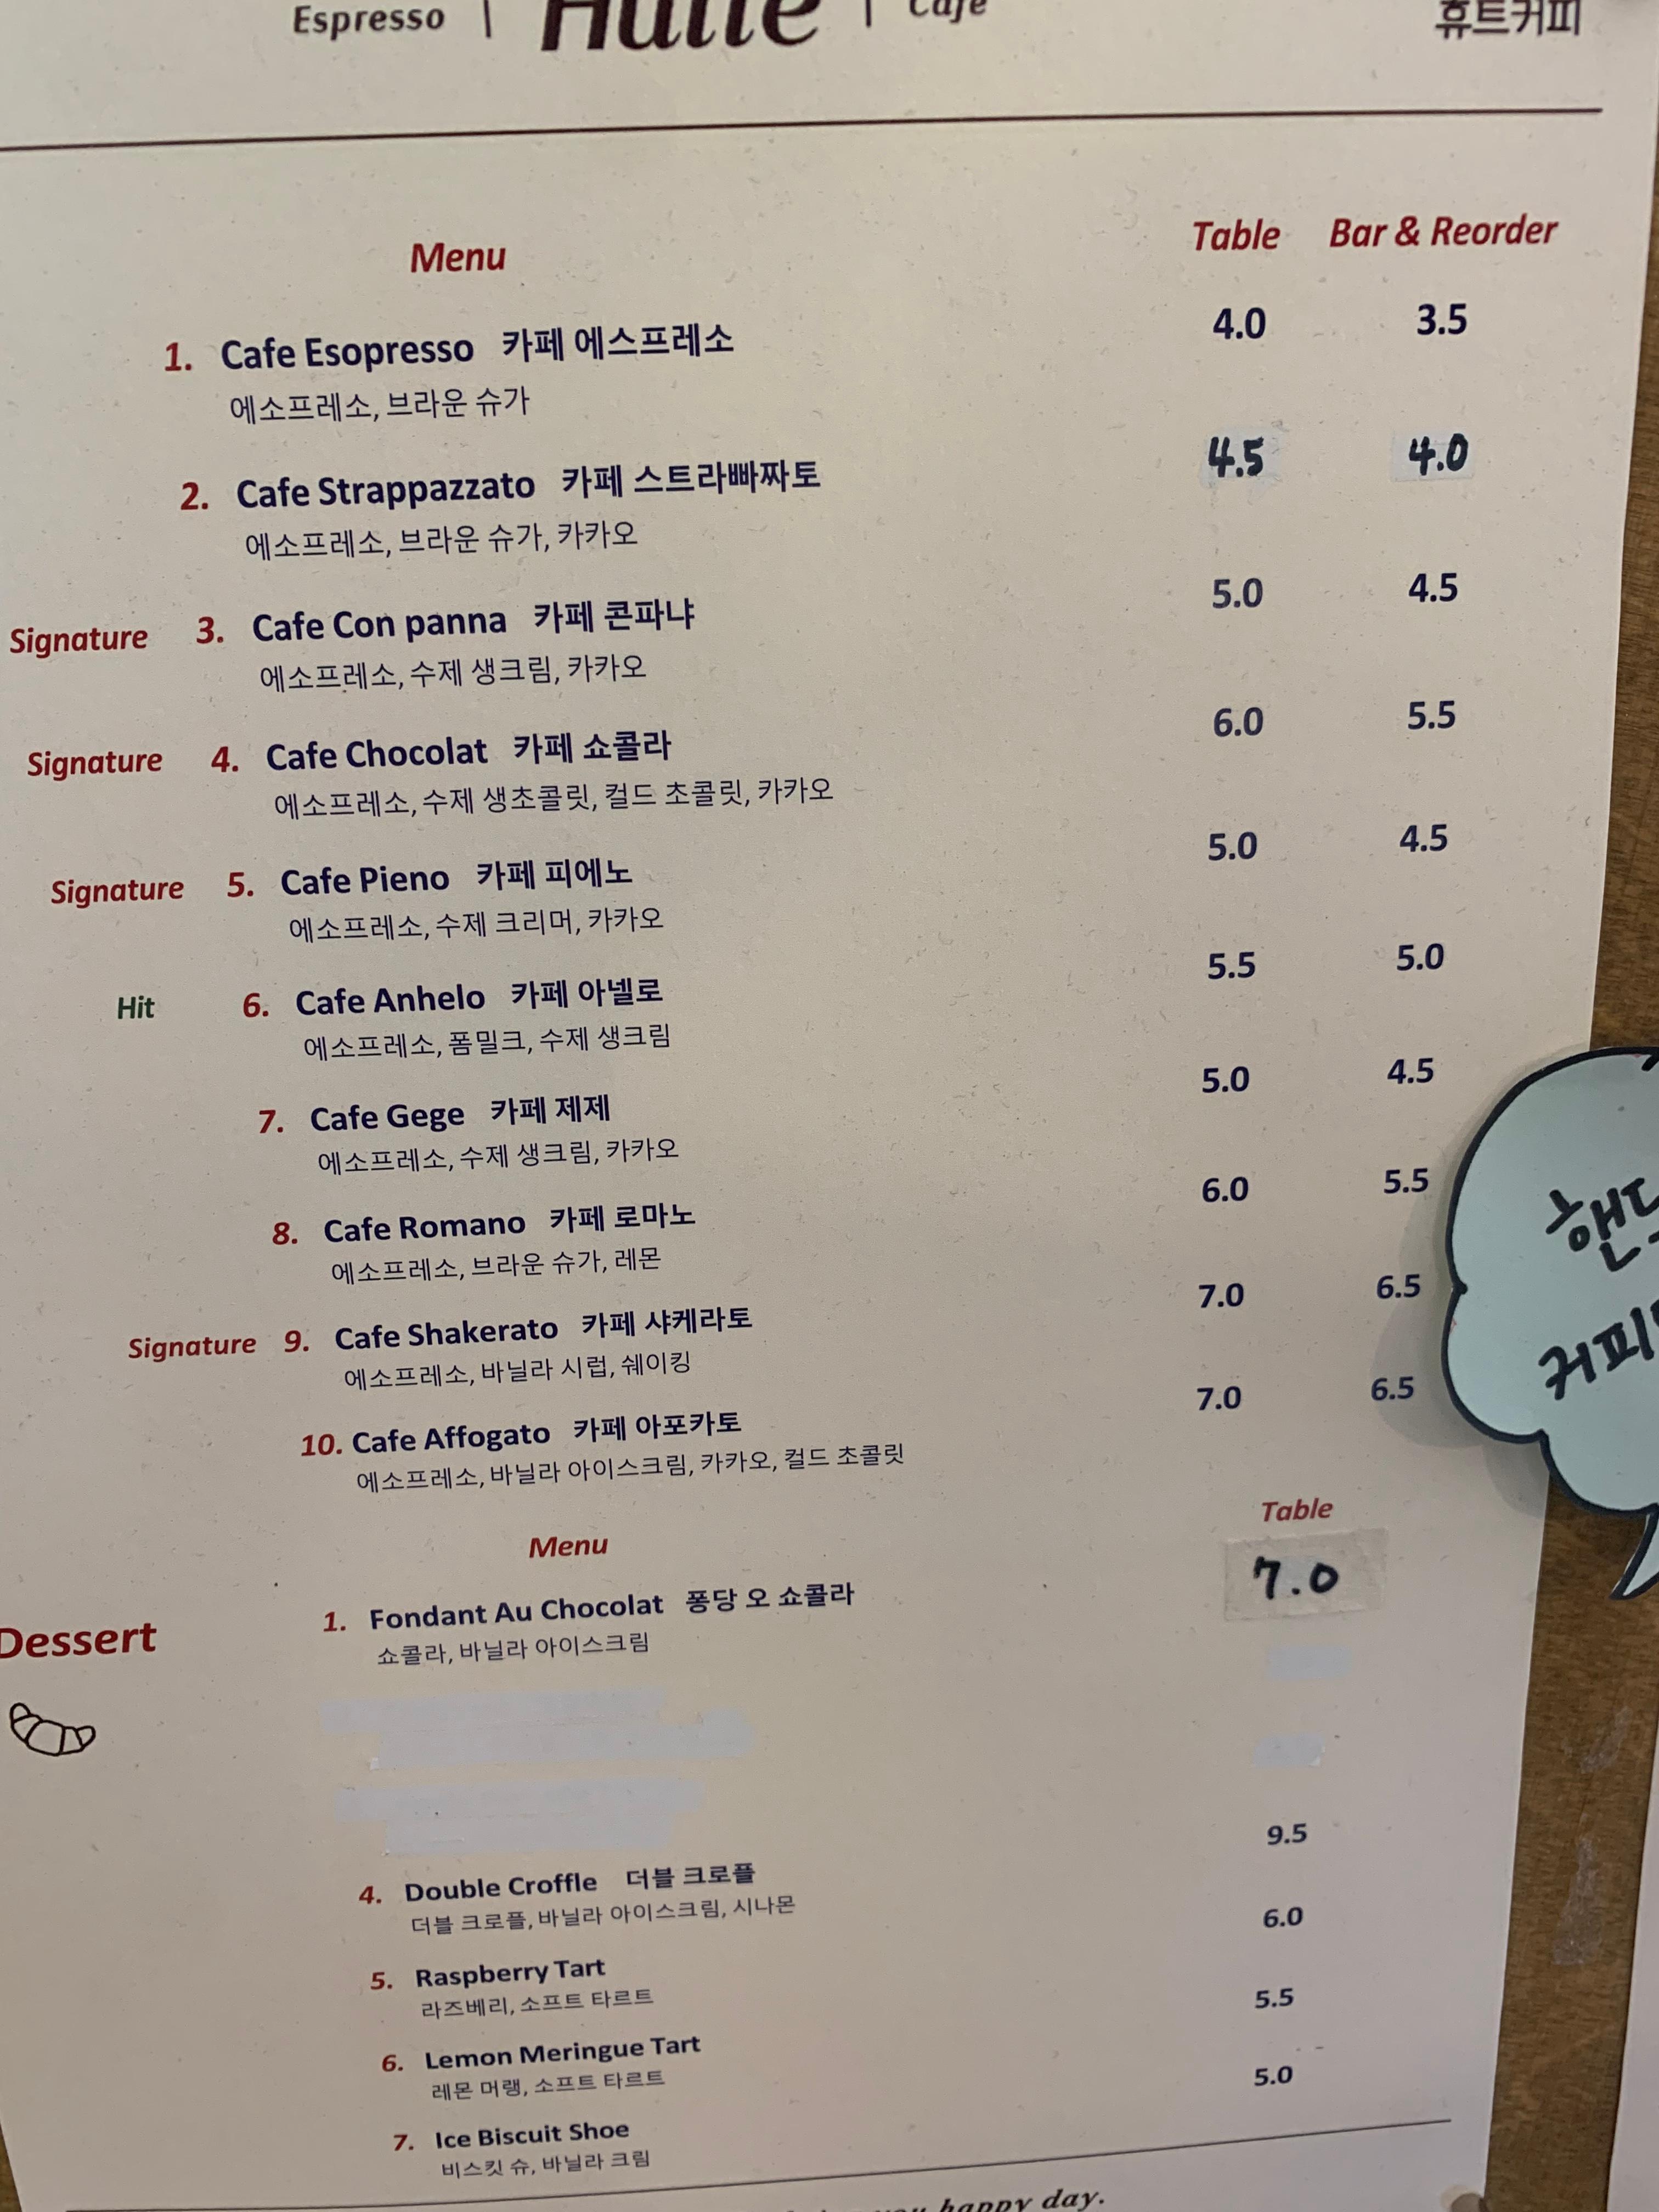 Espresso | Hutte | Cafe 휴트커피
Menu Table Bar & Reorder
1. Cafe Esopresso 카페 에스프레소 4.0 3.5
에소프레소, 브라운 슈가
2. Cafe Strappazzato 카페 스트라빠짜토 4.5 4.0
에소프레소, 브라운 슈가, 카카오
Signature 3. Cafe Con panna 카페 콘파냐 5.0 4.5
에소프레소, 수제 생크림, 카카오
Signature 4. Cafe Chocolat 카페 쇼콜라 6.0 5.5
에소프레소, 수제 생초콜릿, 컬드 초콜릿, 카카오
Signature 5. Cafe Pieno 카페 피에노 5.0 4.5
에소프레소, 수제 크리머, 카카오
Hit 6. Cafe Anhelo 카페 아넬로 5.5 5.0
에소프레소, 폼밀크, 수제 생크림
7. Cafe Gege 카페 제제 5.0 4.5
에소프레소, 수제 생크림, 카카오
8. Cafe Romano 카페 로마노 6.0 5.5
에소프레소, 브라운 슈가, 레몬
Signature 9. Cafe Shakerato 카페 샤케라토 7.0 6.5
에소프레소, 바닐라 시럽, 쉐이킹
10. Cafe Affogato 카페 아포카토 7.0 6.5
에소프레소, 바닐라 아이스크림, 카카오, 컬드 초콜릿
Menu Table
Dessert 1. Fondant Au Chocolat 퐁당 오 쇼콜라 7.0
쇼콜라, 바닐라 아이스크림
4. Double Croffle 더블 크로플 9.5
더블 크로플, 바닐라 아이스크림, 시나몬
5. Raspberry Tart 6.0
라즈베리, 소프트 타르트
6. Lemon Meringue Tart 5.5
레몬 머랭, 소프트 타르트
7. Ice Biscuit Shoe 5.0
비스킷 슈, 바닐라 크림
you happy day.
커피